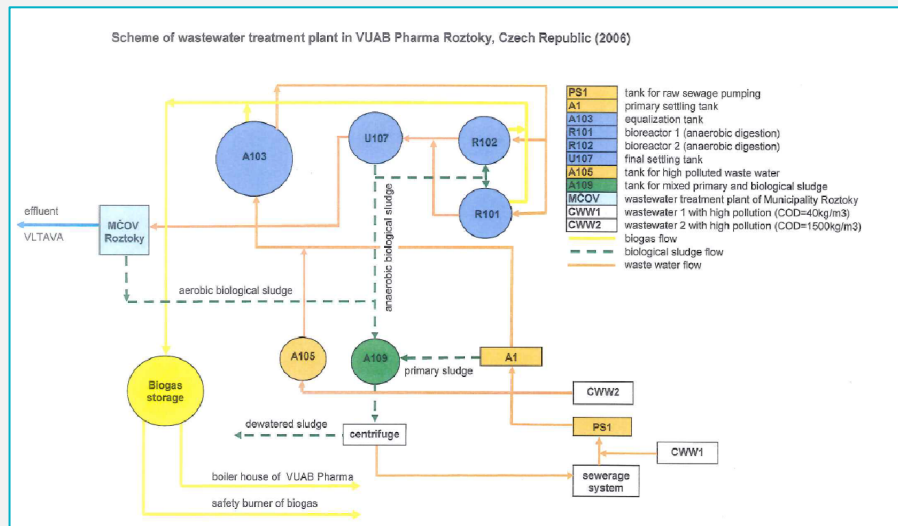 Scheme of wastewater treatment plant in VUAB Pharma Roztoky, Czech Republic (2006)
PS1 tank for raw sewage pumping
A1 primary settling tank
A103 equalization tank
R101 bioreactor 1 (anaerobic digestion)
R102 bioreactor 2 (anaerobic digestion)
U107 final settling tank
A105 tank for high polluted waste water
A109 tank for mixed primary and biological sludge
MČOV wastewater treatment plant of Municipality Roztoky
CWW1 wastewater 1 with high pollution (COD=40kg/m3)
CWW2 wastewater 2 with high pollution (COD=1500kg/m3)
biogas flow
biological sludge flow
waste water flow
U107
R102
A103
R101
effluent
VLTAVA
MČOV
Roztoky
anaerobic biological sludge
aerobic biological sludge
A105
A109
A1
primary sludge
Biogas
storage
CWW2
dewatered sludge
centrifuge
PS1
CWW1
sewerage
system
boiler house of VUAB Pharma
safety burner of biogas